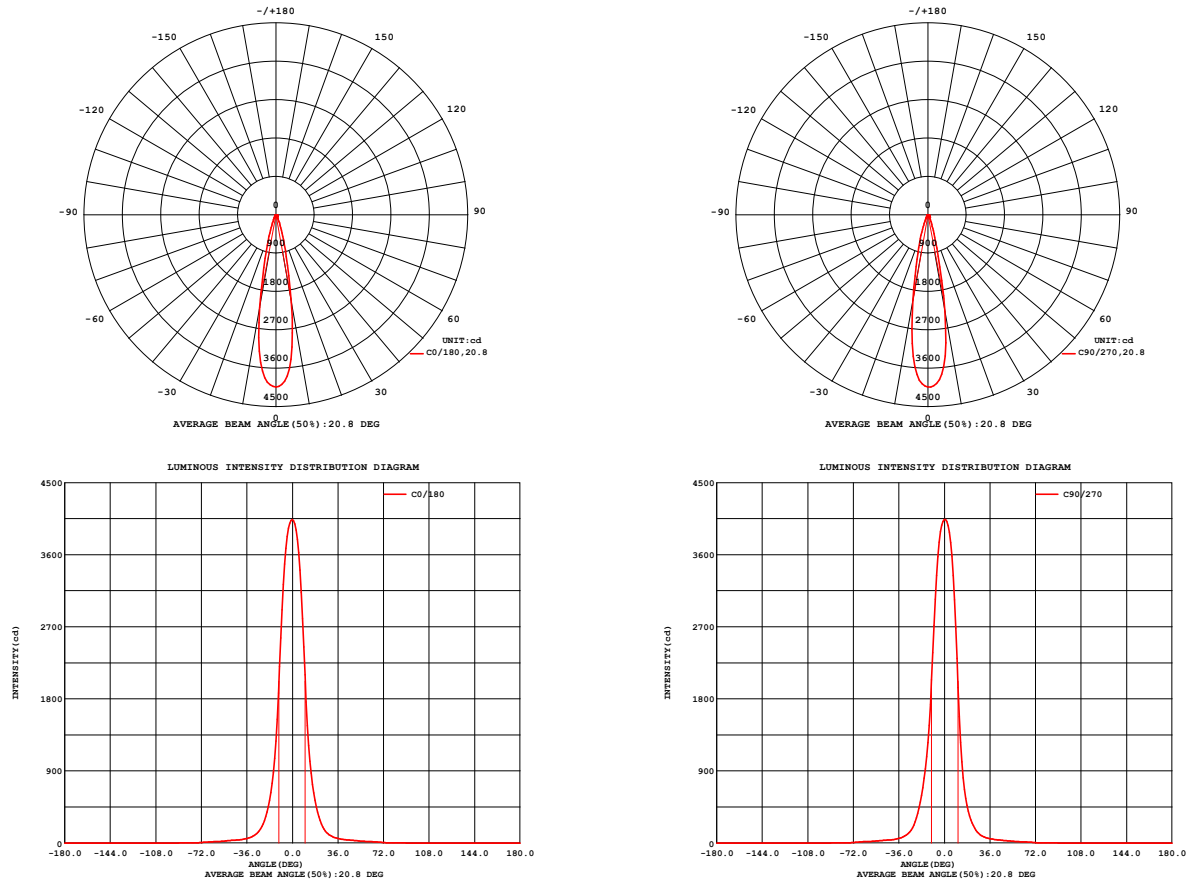 -/+180
-150
150
-120
120
-90
90
0
900
1800
2700
3600
4500
-60
60
-30
30
0
UNIT:cd
C0/180,20.8
AVERAGE BEAM ANGLE(50%):20.8 DEG
-/+180
-150
150
-120
120
-90
90
0
900
1800
2700
3600
4500
-60
60
-30
30
0
UNIT:cd
C90/270,20.8
AVERAGE BEAM ANGLE(50%):20.8 DEG
LUMINOUS INTENSITY DISTRIBUTION DIAGRAM
C0/180
INTENSITY(cd)
4500
3600
2700
1800
900
0
-180.0 -144.0 -108.0 -72.0 -36.0 0.0 36.0 72.0 108.0 144.0 180.0
ANGLE(DEG)
AVERAGE BEAM ANGLE(50%):20.8 DEG
LUMINOUS INTENSITY DISTRIBUTION DIAGRAM
C90/270
INTENSITY(cd)
4500
3600
2700
1800
900
0
-180.0 -144.0 -108.0 -72.0 -36.0 0.0 36.0 72.0 108.0 144.0 180.0
ANGLE(DEG)
AVERAGE BEAM ANGLE(50%):20.8 DEG